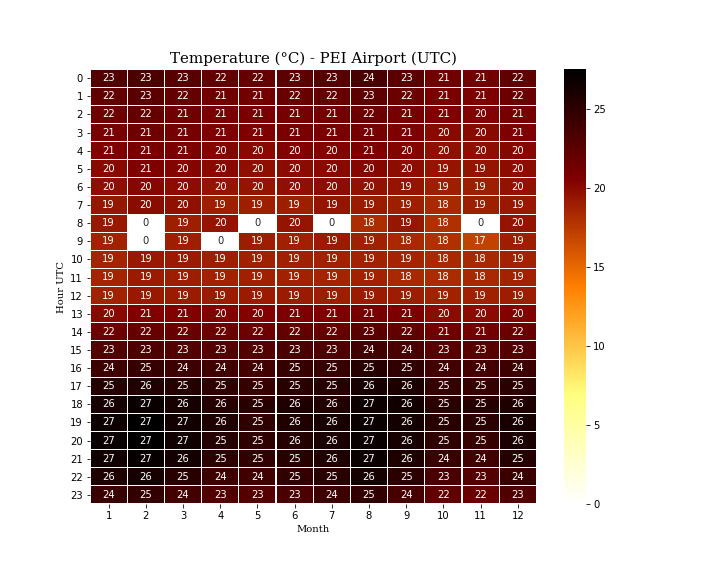 Temperature (°C) - PEI Airport (UTC)
0 23 23 23 22 22 23 23 24 23 21 21 22
1 22 23 22 21 21 22 22 23 22 21 21 22
2 22 22 21 21 21 21 21 22 21 21 20 21
3 21 21 21 21 21 21 21 21 21 20 20 21
4 21 21 21 20 20 20 20 21 20 20 20 20
5 20 21 20 20 20 20 20 20 20 19 19 20
6 20 20 20 20 20 20 20 20 19 19 19 20
7 19 20 20 19 19 19 19 19 19 18 19 19
8 19 0 19 20 0 20 0 18 19 18 0 20
9 19 0 19 0 19 19 19 19 18 18 17 19
10 19 19 19 19 19 19 19 19 19 18 18 19
11 19 19 19 19 19 19 19 19 18 18 18 19
12 19 19 19 19 19 19 19 19 19 19 19 19
13 20 21 21 20 20 21 21 21 21 20 20 20
14 22 22 22 22 22 22 22 23 22 21 21 22
15 23 23 23 23 23 23 23 24 24 23 23 23
16 24 25 24 24 24 25 25 25 25 24 24 24
17 25 26 25 25 25 25 25 26 26 25 25 25
18 26 27 26 26 25 26 26 27 26 25 25 26
19 27 27 27 26 25 26 26 27 26 25 25 26
20 27 27 27 25 25 26 26 27 26 25 25 26
21 27 27 26 25 25 25 26 27 26 24 24 25
22 26 26 25 24 24 25 25 26 25 23 23 24
23 24 25 24 23 23 23 24 25 24 22 22 23
1 2 3 4 5 6 7 8 9 10 11 12
Month
Hour UTC
25
20
15
10
5
0